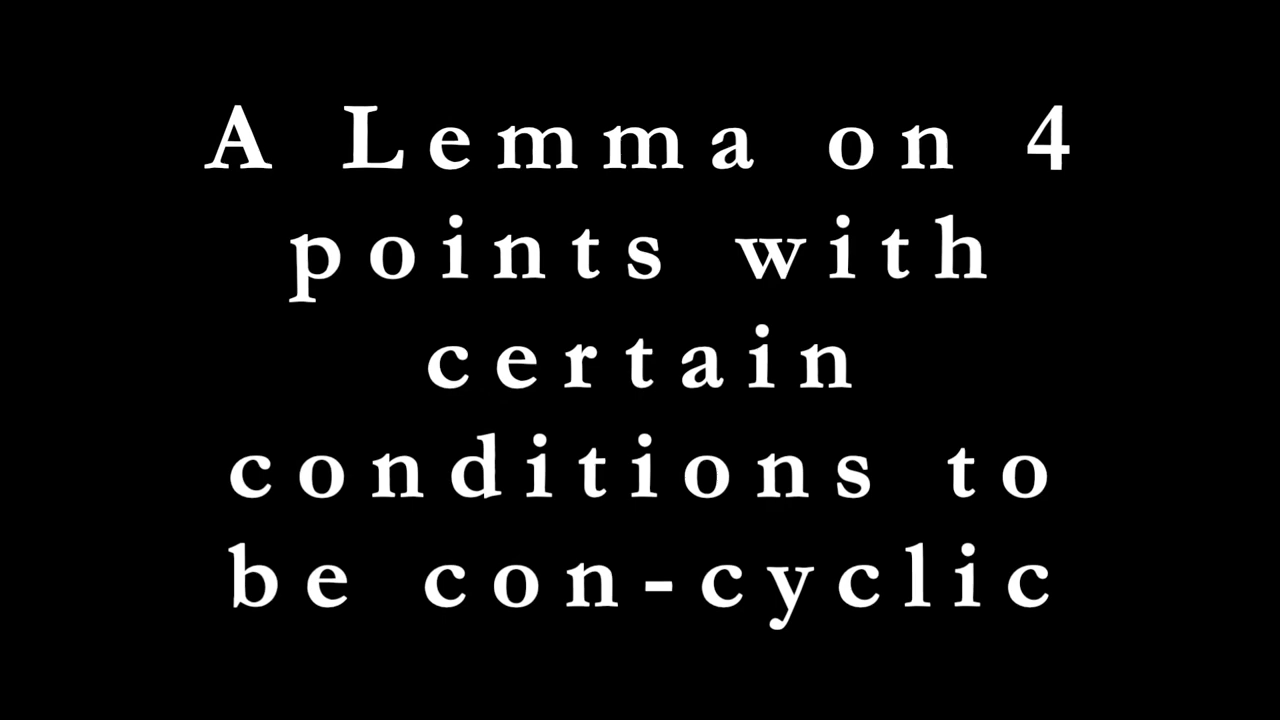 A Lemma on 4
points with
certain
conditions to
be con-cyclic